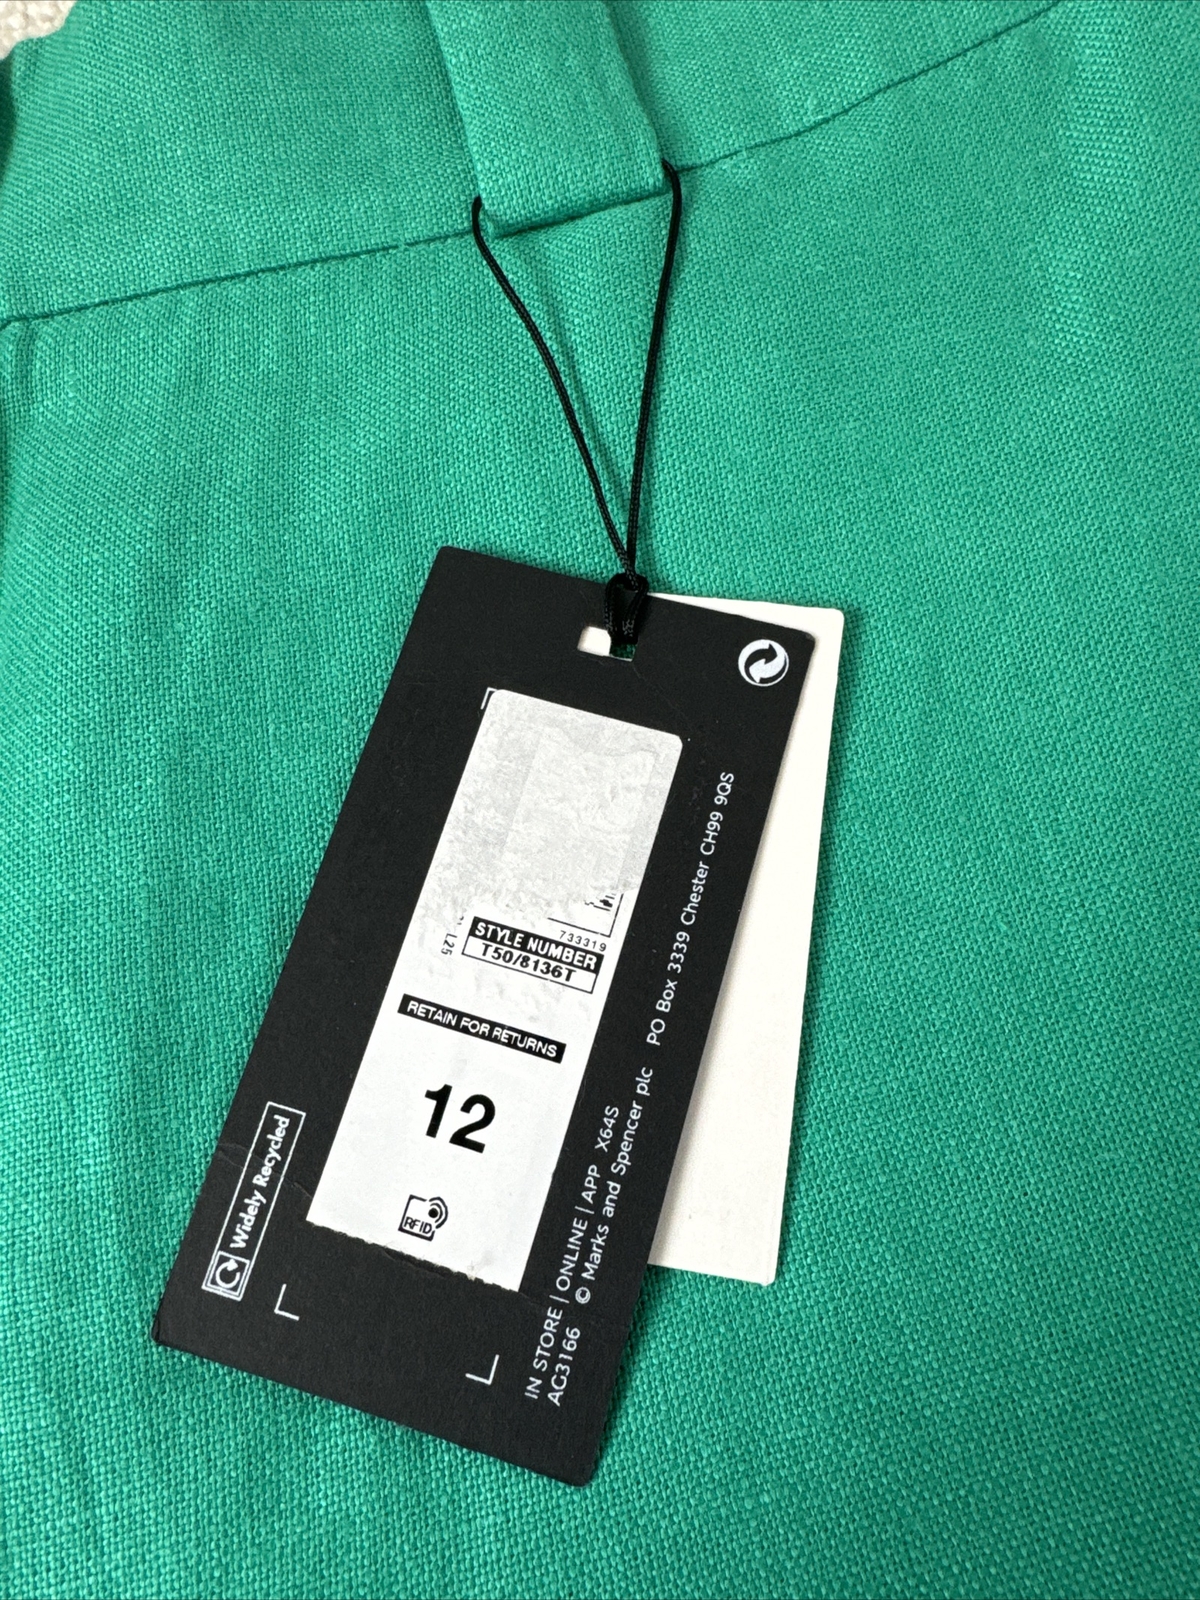 733319
L25
STYLE NUMBER
T50/8136T
RETAIN FOR RETURNS
12
RFID
Widely Recycled
IN STORE | ONLINE | APP X64S
AG3166 © Marks and Spencer plc PO Box 3339 Chester CH99 9QS